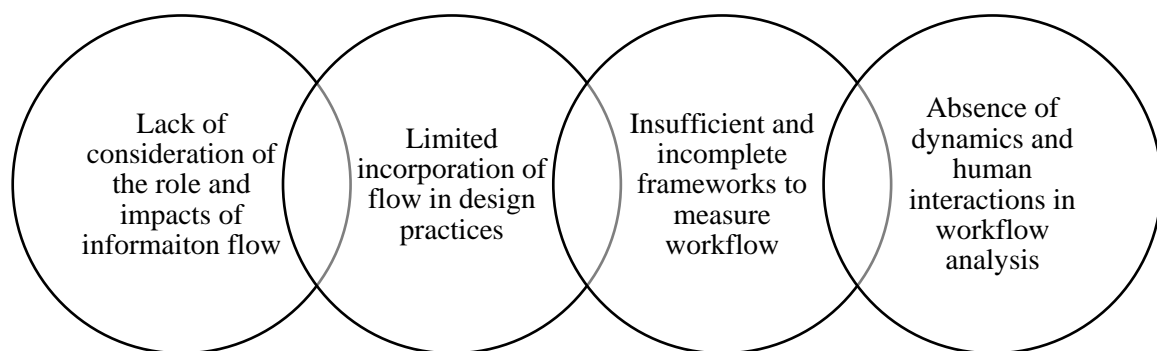 Lack of
consideration of
the role and
impacts of
informaiton flow
Limited
incorporation of
flow in design
practices
Insufficient and
incomplete
frameworks to
measure
workflow
Absence of
dynamics and
human
interactions in
workflow
analysis